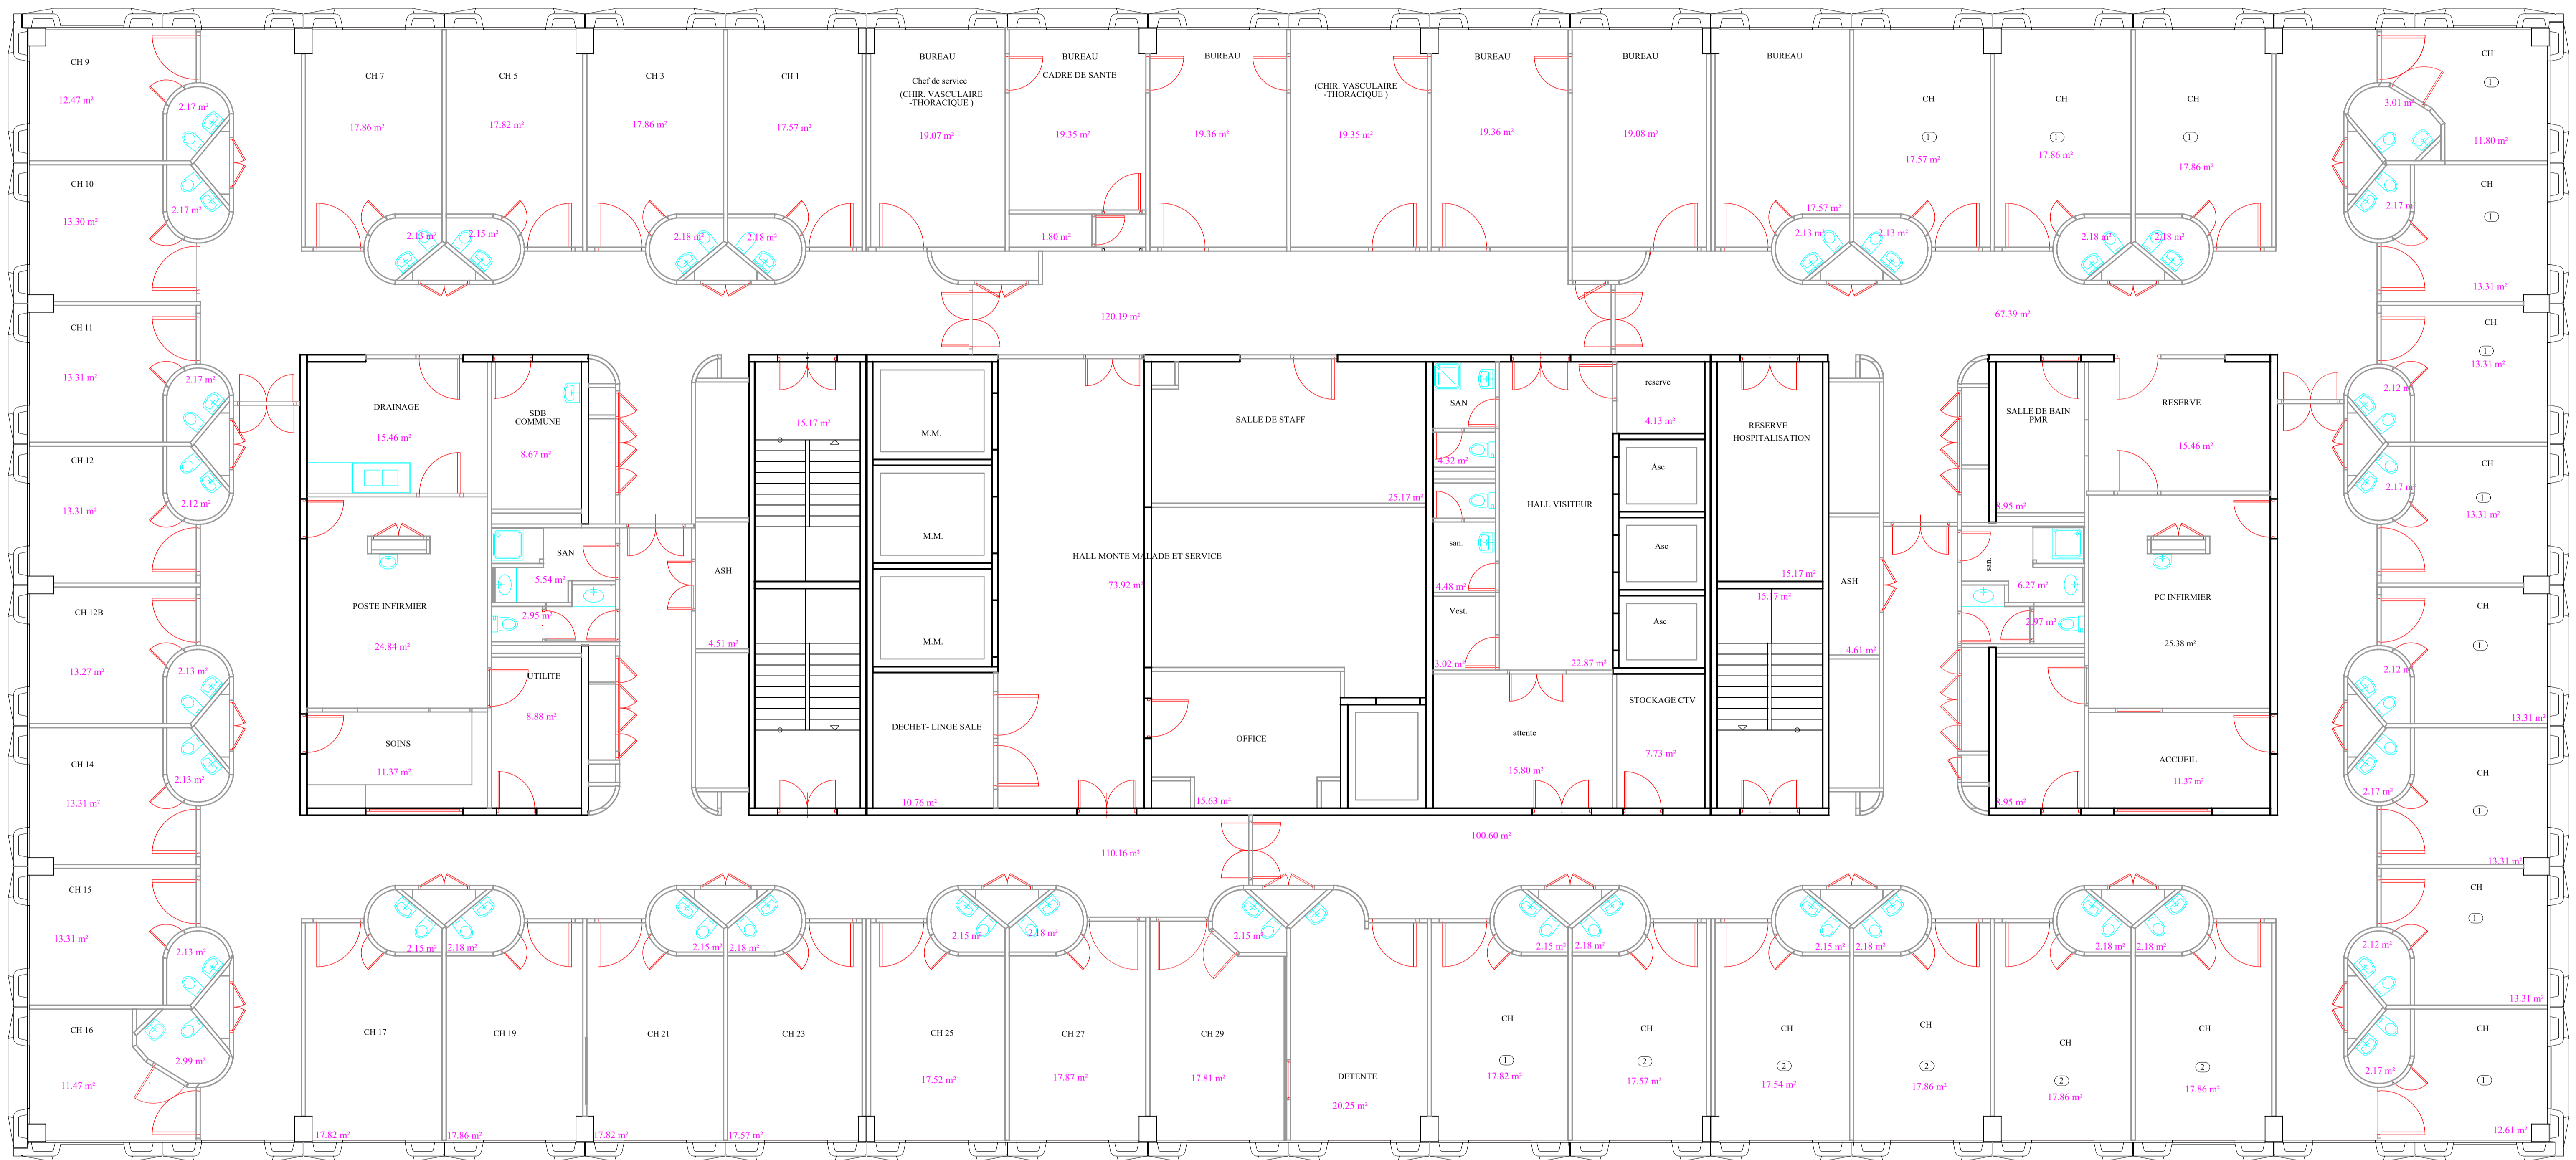 CH 9
12.47 m²
2.17 m²
CH 10
13.30 m²
2.17 m²
CH 7
17.86 m²
2.13 m²
CH 5
17.82 m²
2.15 m²
CH 3
17.86 m²
2.18 m²
CH 1
17.57 m²
2.18 m²
BUREAU
Chef de service
(CHIR. VASCULAIRE
-THORACIQUE )
19.07 m²
BUREAU
CADRE DE SANTE
19.35 m²
1.80 m²
BUREAU
19.36 m²
(CHIR. VASCULAIRE
-THORACIQUE )
19.35 m²
BUREAU
19.36 m²
BUREAU
19.08 m²
BUREAU
17.57 m²
2.13 m²
CH
1
17.57 m²
2.13 m²
CH
1
17.86 m²
2.18 m²
CH
1
17.86 m²
2.18 m²
CH
1
3.01 m²
11.80 m²
CH
1
2.17 m²
13.31 m²
120.19 m²
67.39 m²
CH 11
13.31 m²
2.17 m²
CH 12
13.31 m²
2.12 m²
CH 12B
13.27 m²
2.13 m²
CH 14
13.31 m²
2.13 m²
CH 15
13.31 m²
2.13 m²
CH 16
11.47 m²
2.99 m²
DRAINAGE
15.46 m²
SDB
COMMUNE
8.67 m²
SAN
5.54 m²
2.95 m²
POSTE INFIRMIER
24.84 m²
UTILITE
8.88 m²
SOINS
11.37 m²
ASH
4.51 m²
15.17 m²
M.M.
M.M.
M.M.
DECHET- LINGE SALE
10.76 m²
HALL MONTE MALADE ET SERVICE
73.92 m²
SALLE DE STAFF
25.17 m²
OFFICE
15.63 m²
SAN
4.32 m²
san.
4.48 m²
Vest.
3.02 m²
HALL VISITEUR
22.87 m²
reserve
4.13 m²
Asc
Asc
Asc
attente
15.80 m²
STOCKAGE CTV
7.73 m²
RESERVE
HOSPITALISATION
15.17 m²
15.17 m²
ASH
4.61 m²
SALLE DE BAIN
PMR
8.95 m²
san.
6.27 m²
2.97 m²
8.95 m²
RESERVE
15.46 m²
PC INFIRMIER
25.38 m²
ACCUEIL
11.37 m²
CH
1
13.31 m²
2.12 m²
CH
1
13.31 m²
2.17 m²
CH
1
2.12 m²
13.31 m²
CH
1
2.17 m²
13.31 m²
CH
1
2.12 m²
13.31 m²
CH
1
2.17 m²
12.61 m²
110.16 m²
100.60 m²
2.15 m²
CH 17
17.82 m²
2.18 m²
CH 19
17.86 m²
2.15 m²
CH 21
17.82 m²
2.18 m²
CH 23
17.57 m²
2.15 m²
CH 25
17.52 m²
2.18 m²
CH 27
17.87 m²
2.15 m²
CH 29
17.81 m²
DETENTE
20.25 m²
2.15 m²
CH
1
17.82 m²
2.18 m²
CH
2
17.57 m²
2.15 m²
CH
2
17.54 m²
2.18 m²
CH
2
17.86 m²
2.18 m²
CH
2
17.86 m²
2.18 m²
CH
2
17.86 m²